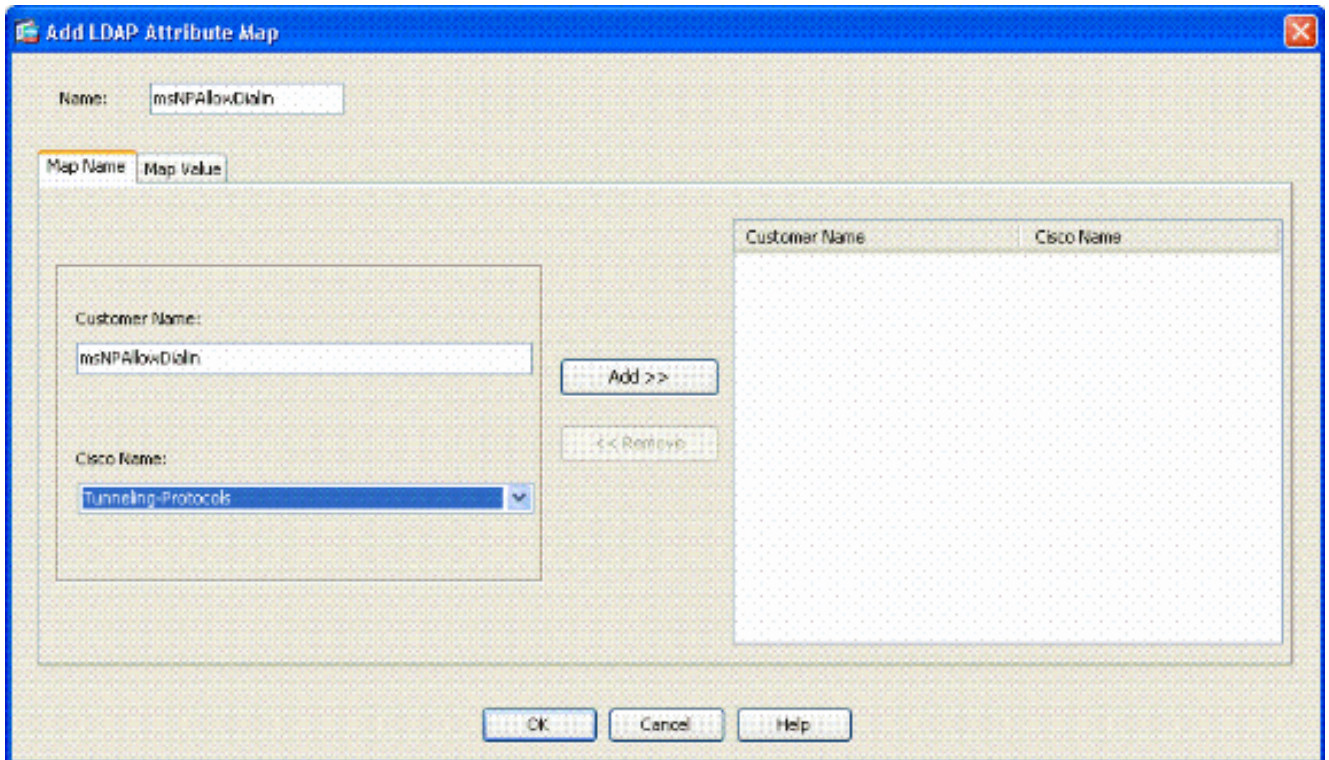 Add LDAP Attribute Map
Name: msNPAllowDialin
Map Name Map Value
Customer Name Cisco Name
Customer Name:
msNPAllowDialin
Add >>
<< Remove
Cisco Name:
Tunneling-Protocols
OK Cancel Help